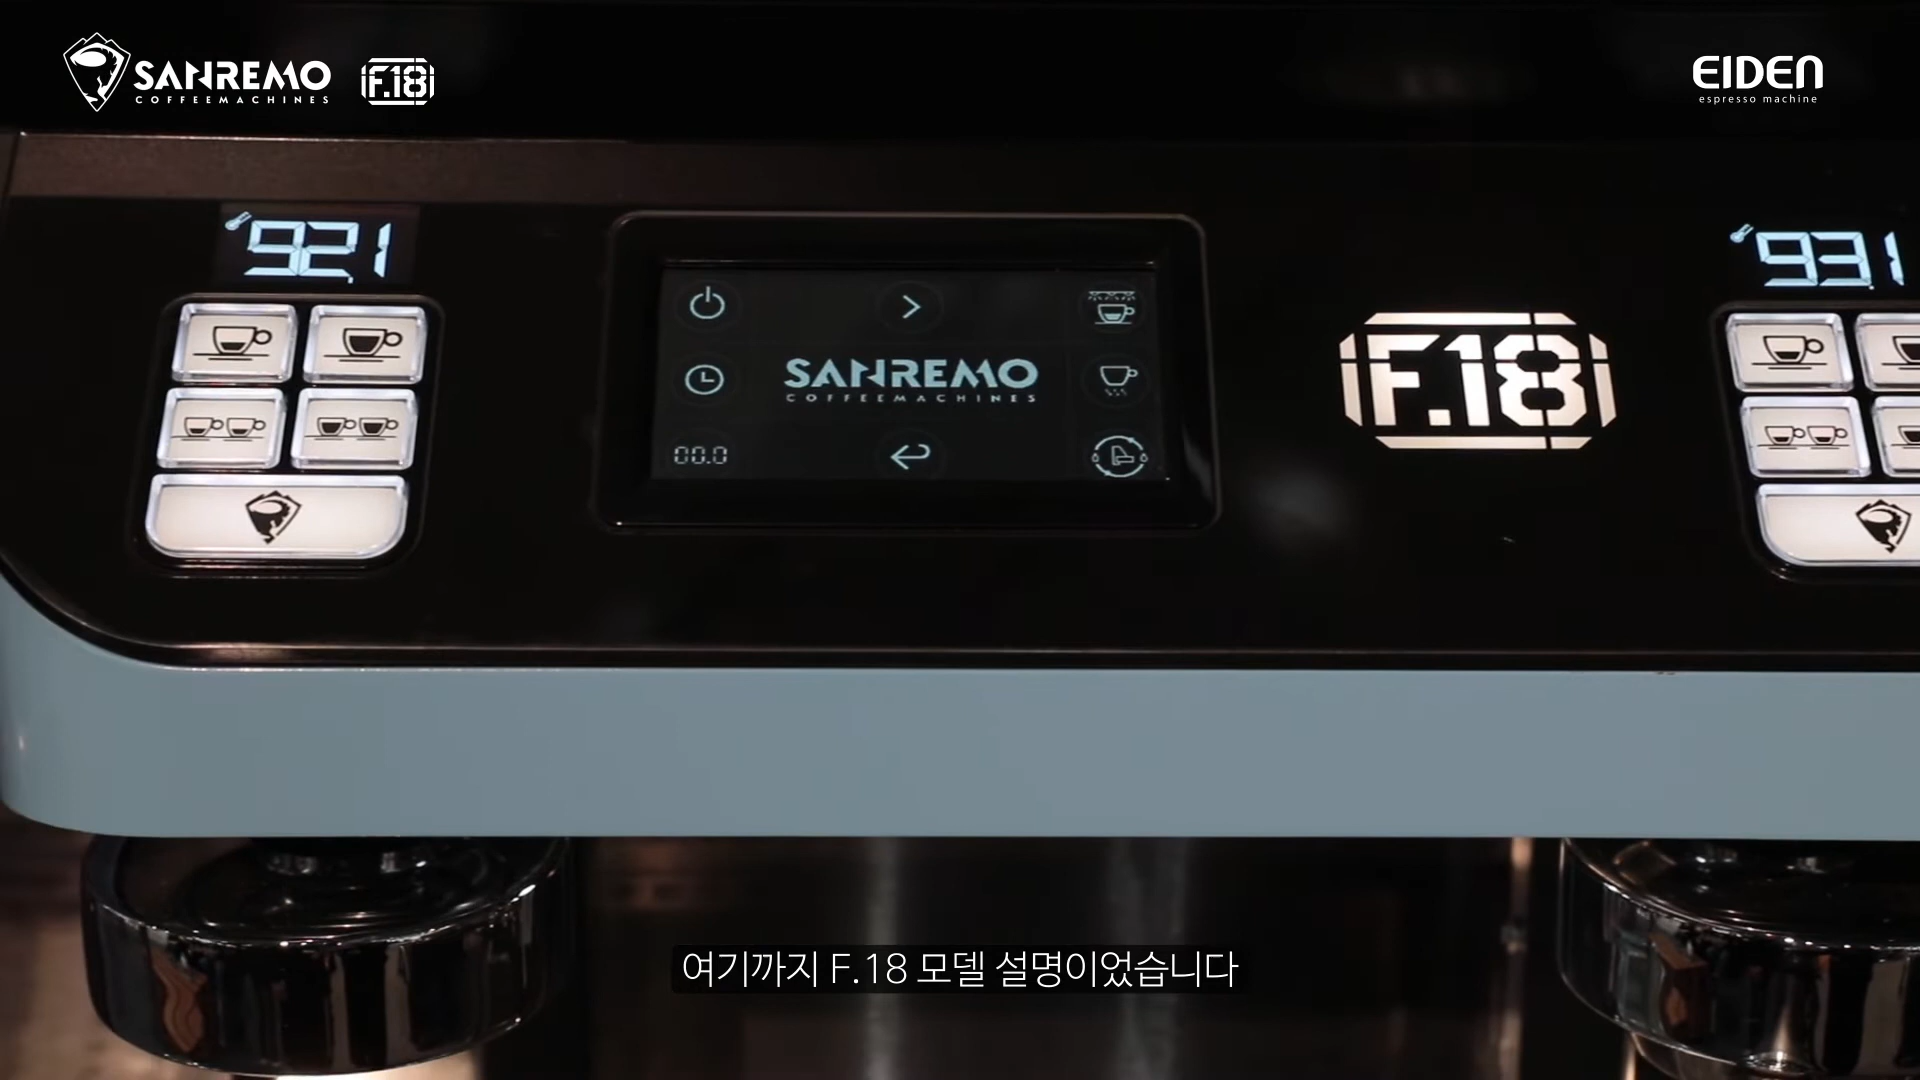 SANREMO
COFFEEMACHINES
F.18
EIDEN
espresso machine
92.1
93.1
SANREMO
COFFEEMACHINES
00.0
F.18
여기까지 F.18 모델 설명이었습니다